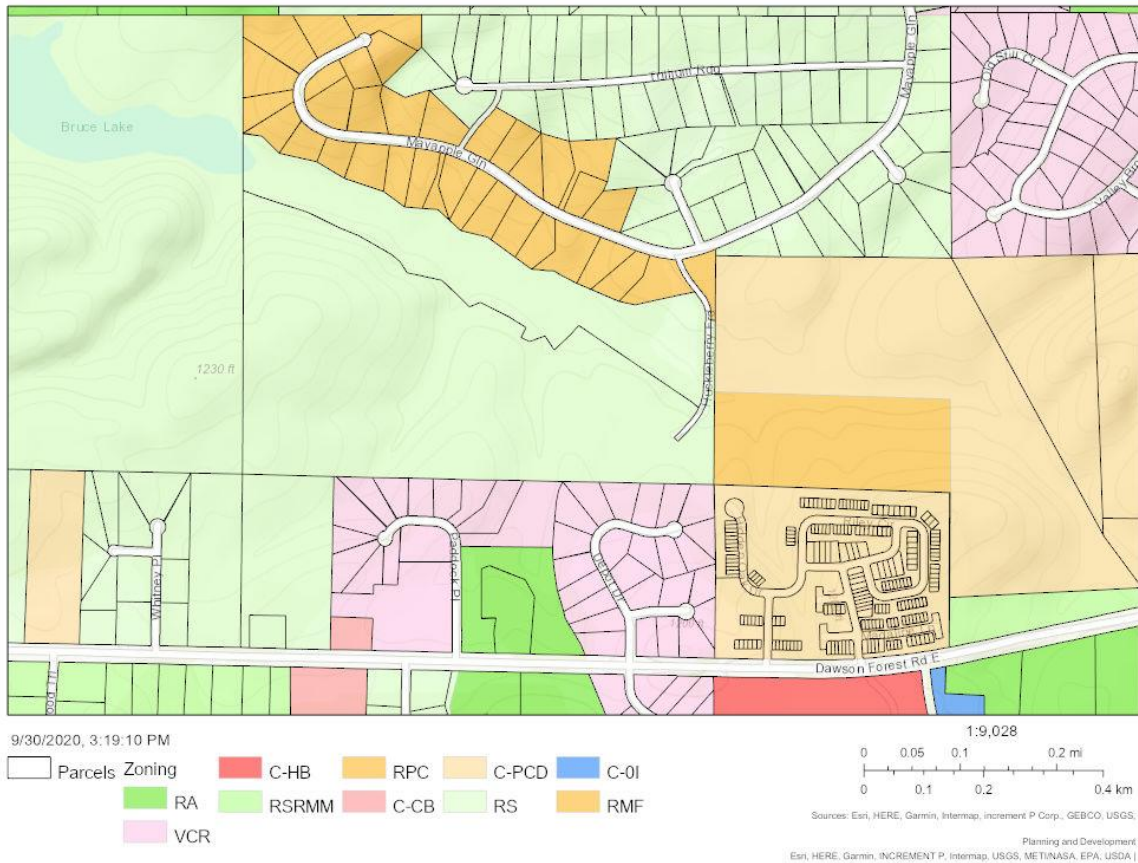 Mayapple Gln
Bruce Lake
Mayapple Gln
1230 ft
Whitney Pl
Paddock Pl
Dawson Forest Rd E
9/30/2020, 3:19:10 PM
1:9,028
0 0.05 0.1 0.2 mi
0 0.1 0.2 0.4 km
Parcels Zoning C-HB RPC C-PCD C-OI
RA RSRMM C-CB RS RMF
VCR
Sources: Esri, HERE, Garmin, Intermap, increment P Corp., GEBCO, USGS,
Planning and Development
Esri, HERE, Garmin, INCREMENT P, Intermap, USGS, METI/NASA, EPA, USDA |